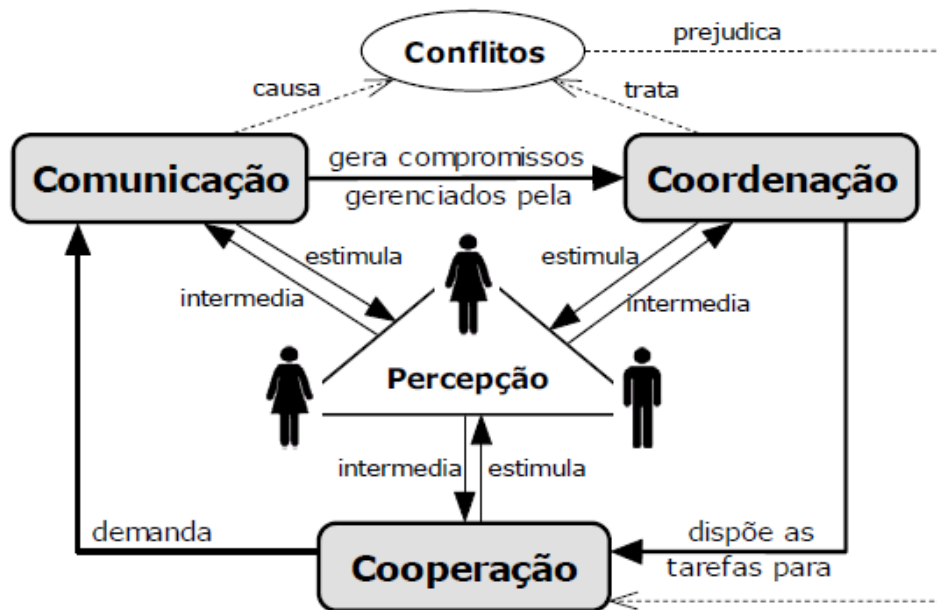 Conflitos
prejudica
causa
trata
Comunicação
gera compromissos
gerenciados pela
Coordenação
estimula
intermedia
estimula
intermedia
Percepção
intermedia
estimula
demanda
dispõe as
tarefas para
Cooperação